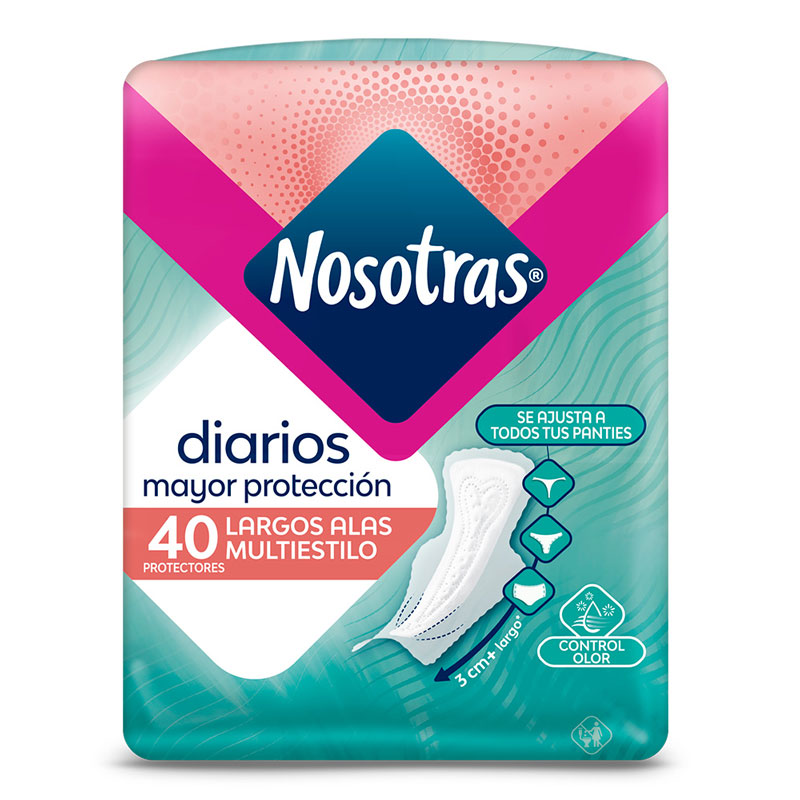 Nosotras®
diarios
mayor protección
40
PROTECTORES
LARGOS ALAS
MULTIESTILO
SE AJUSTA A
TODOS TUS PANTIES
3 cm+ largo*
CONTROL
OLOR